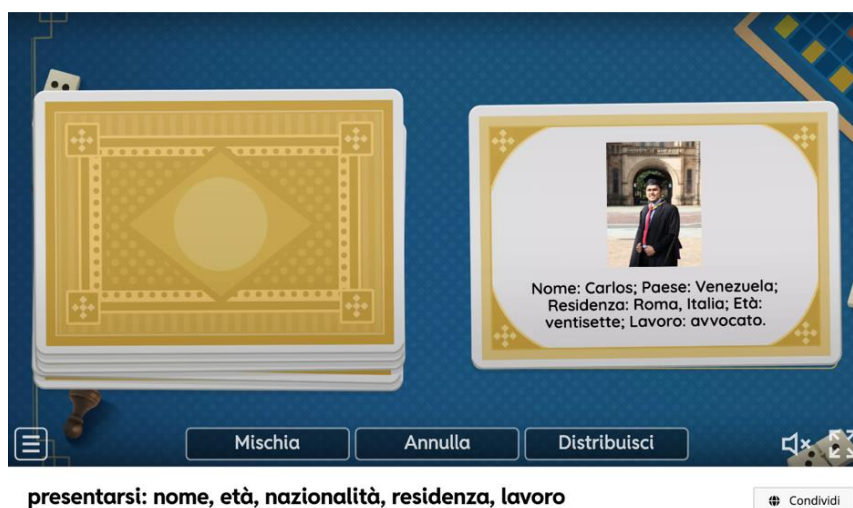 Nome: Carlos; Paese: Venezuela;
Residenza: Roma, Italia; Età:
ventisette; Lavoro: avvocato.
Mischia
Annulla
Distribuisci
presentarsi: nome, età, nazionalità, residenza, lavoro
Condividi